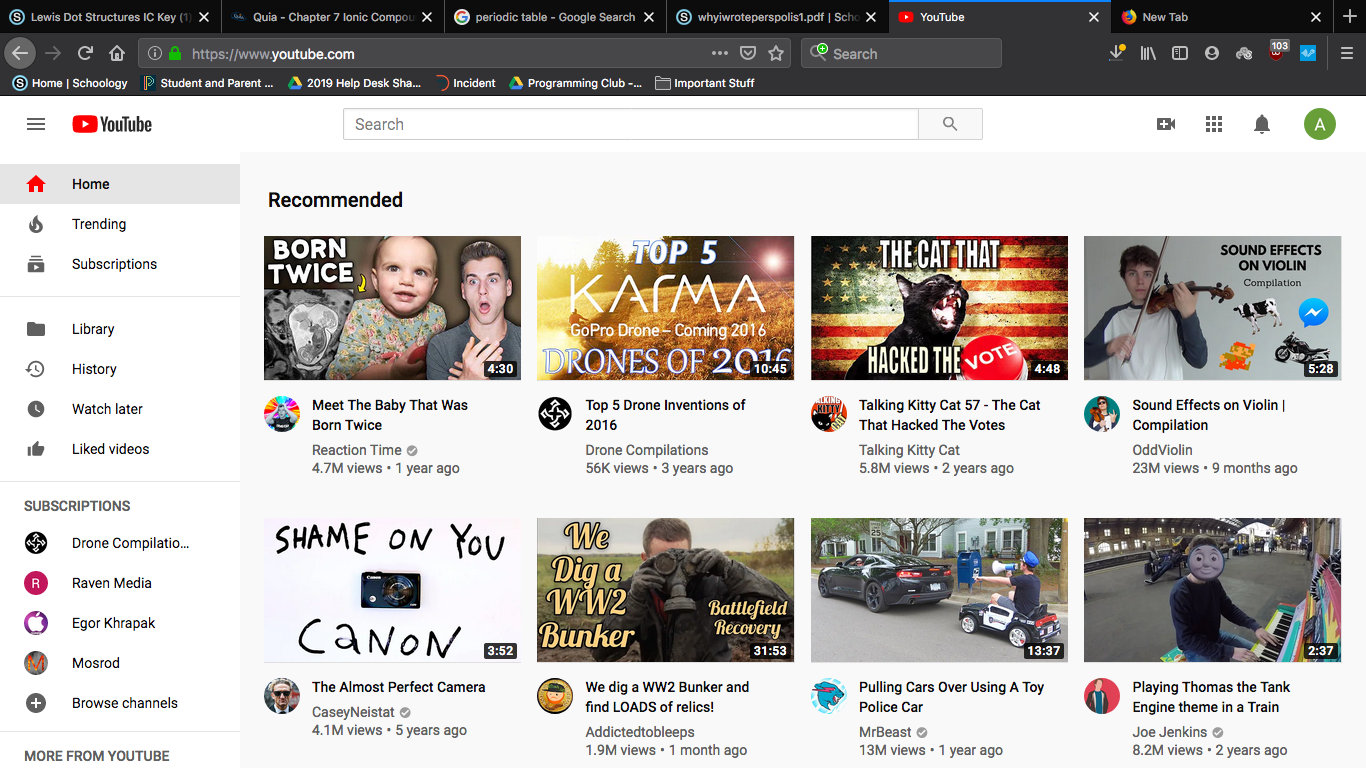 Lewis Dot Structures IC Key (1)
Quia - Chapter 7 Ionic Compou
periodic table - Google Search
whyiwroteperspolis1.pdf | Scho
YouTube
New Tab
https://www.youtube.com
Search
103
Home | Schoology
Student and Parent ...
2019 Help Desk Sha...
Incident
Programming Club -...
Important Stuff
YouTube
Search
A
Home
Trending
Subscriptions
Library
History
Watch later
Liked videos
SUBSCRIPTIONS
Drone Compilatio...
R
Raven Media
Egor Khrapak
Mosrod
Browse channels
MORE FROM YOUTUBE
Recommended
BORN
TWICE
4:30
Meet The Baby That Was
Born Twice
Reaction Time
4.7M views • 1 year ago
TOP 5
KARMA
GoPro Drone – Coming 2016
DRONES OF 2016
10:45
Top 5 Drone Inventions of
2016
Drone Compilations
56K views • 3 years ago
THE CAT THAT
HACKED THE
VOTE
4:48
Talking Kitty Cat 57 - The Cat
That Hacked The Votes
Talking Kitty Cat
5.8M views • 2 years ago
SOUND EFFECTS
ON VIOLIN
Compilation
5:28
Sound Effects on Violin |
Compilation
OddViolin
23M views • 9 months ago
SHAME ON YOU
Canon
CANON
3:52
The Almost Perfect Camera
CaseyNeistat
4.1M views • 5 years ago
We
Dig a
WW2
Bunker
Battlefield
Recovery
31:53
We dig a WW2 Bunker and
find LOADS of relics!
Addictedtobleeps
1.9M views • 1 month ago
25
13:37
Pulling Cars Over Using A Toy
Police Car
MrBeast
13M views • 1 year ago
2:37
Playing Thomas the Tank
Engine theme in a Train
Joe Jenkins
8.2M views • 2 years ago